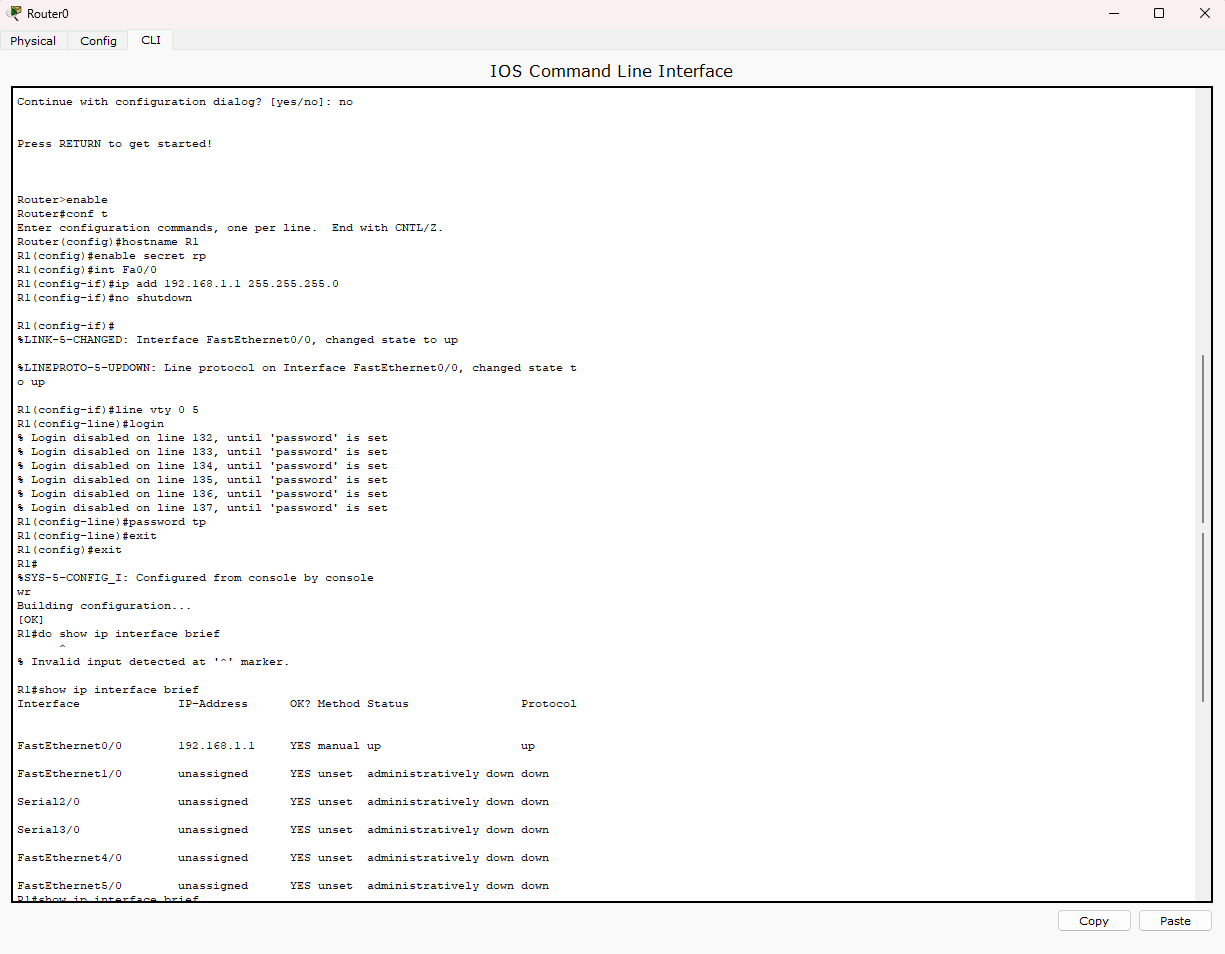 Router0
Physical Config CLI
IOS Command Line Interface
Continue with configuration dialog? [yes/no]: no
Press RETURN to get started!
Router>enable
Router#conf t
Enter configuration commands, one per line.  End with CNTL/Z.
Router(config)#hostname R1
R1(config)#enable secret rp
R1(config)#int Fa0/0
R1(config-if)#ip add 192.168.1.1 255.255.255.0
R1(config-if)#no shutdown
R1(config-if)#
%LINK-5-CHANGED: Interface FastEthernet0/0, changed state to up
%LINEPROTO-5-UPDOWN: Line protocol on Interface FastEthernet0/0, changed state t
o up
R1(config-if)#line vty 0 5
R1(config-line)#login
% Login disabled on line 132, until 'password' is set
% Login disabled on line 133, until 'password' is set
% Login disabled on line 134, until 'password' is set
% Login disabled on line 135, until 'password' is set
% Login disabled on line 136, until 'password' is set
% Login disabled on line 137, until 'password' is set
R1(config-line)#password tp
R1(config-line)#exit
R1(config)#exit
R1#
%SYS-5-CONFIG_I: Configured from console by console
wr
Building configuration...
[OK]
R1#do show ip interface brief
      ^
% Invalid input detected at '^' marker.
R1#show ip interface brief
Interface              IP-Address      OK? Method Status                Protocol
FastEthernet0/0        192.168.1.1     YES manual up                    up
FastEthernet1/0        unassigned      YES unset  administratively down down
Serial2/0              unassigned      YES unset  administratively down down
Serial3/0              unassigned      YES unset  administratively down down
FastEthernet4/0        unassigned      YES unset  administratively down down
FastEthernet5/0        unassigned      YES unset  administratively down down
R1#show ip interface brief
Copy Paste